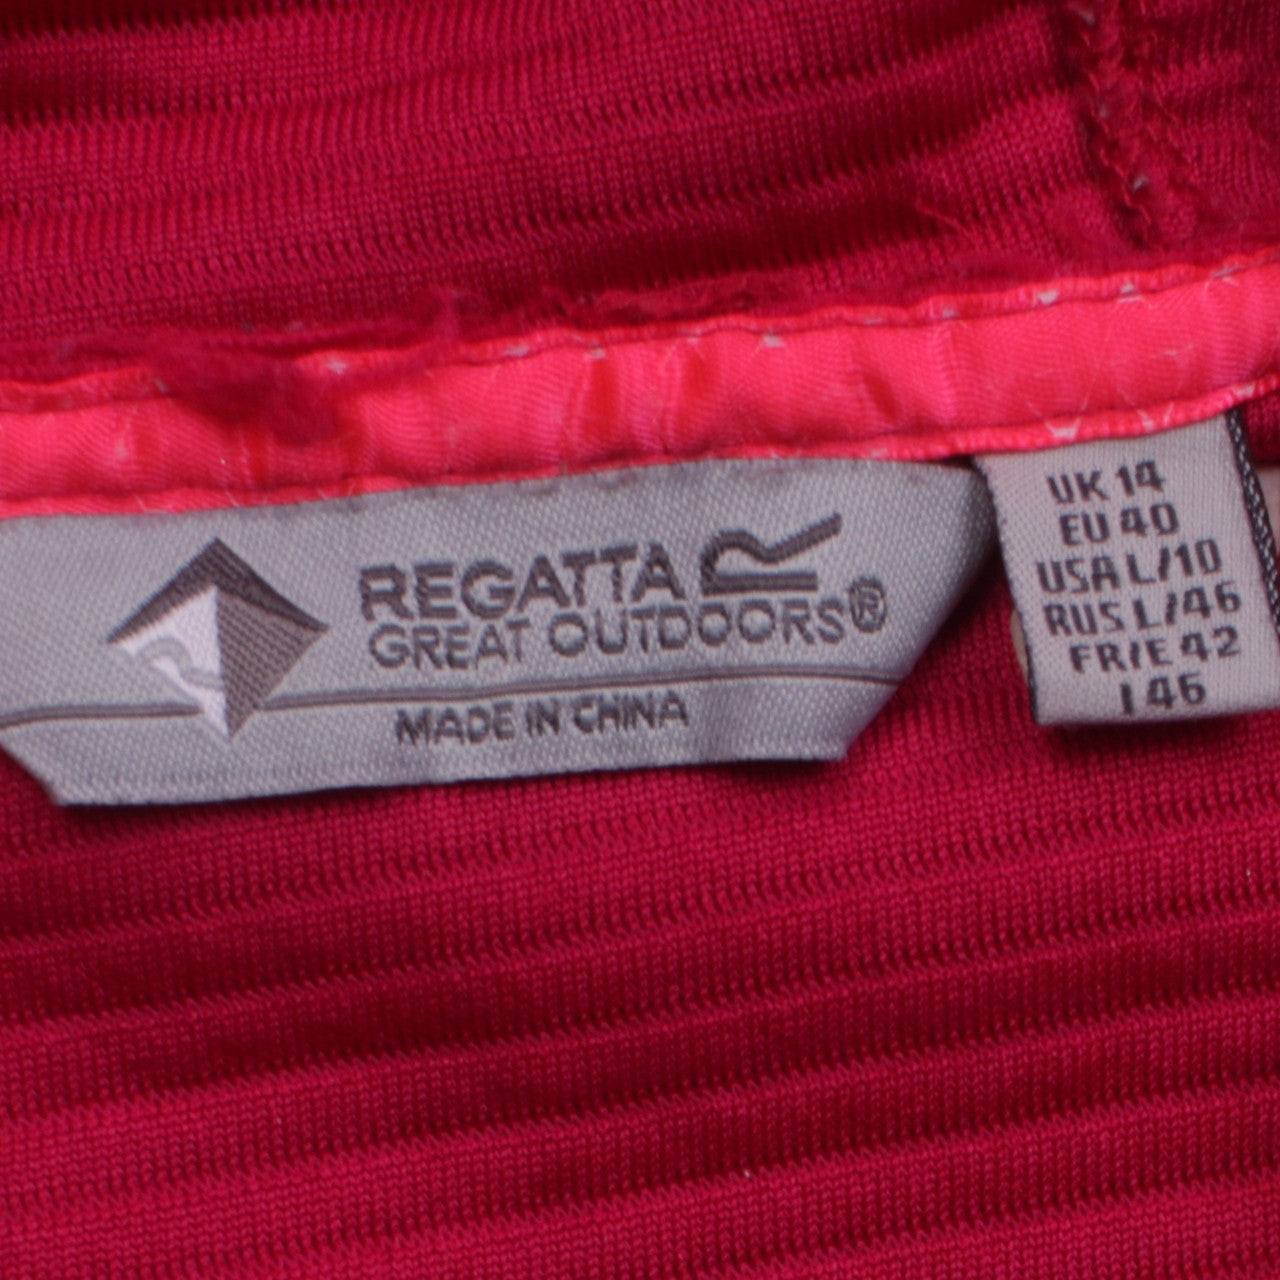 REGATTA
GREAT OUTDOORS®
MADE IN CHINA
UK 14
EU 40
USA L/10
RUS L/46
FR/E 42
I 46